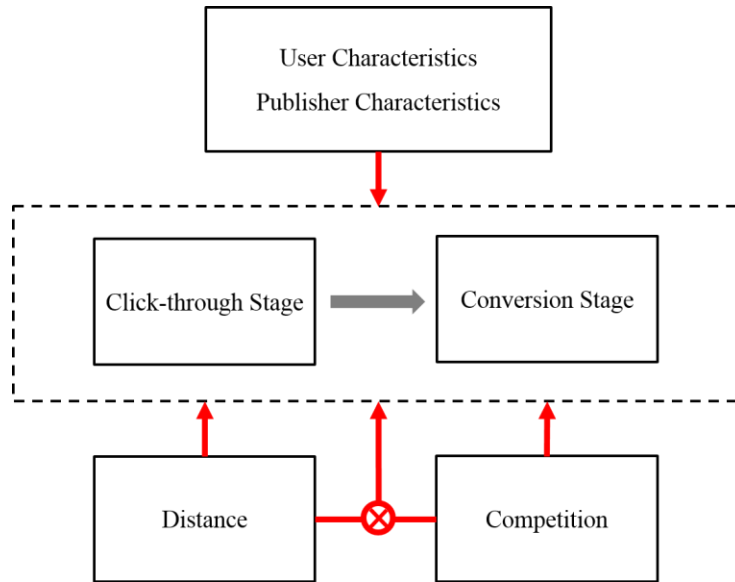 User Characteristics
Publisher Characteristics
Click-through Stage
Conversion Stage
Distance
Competition